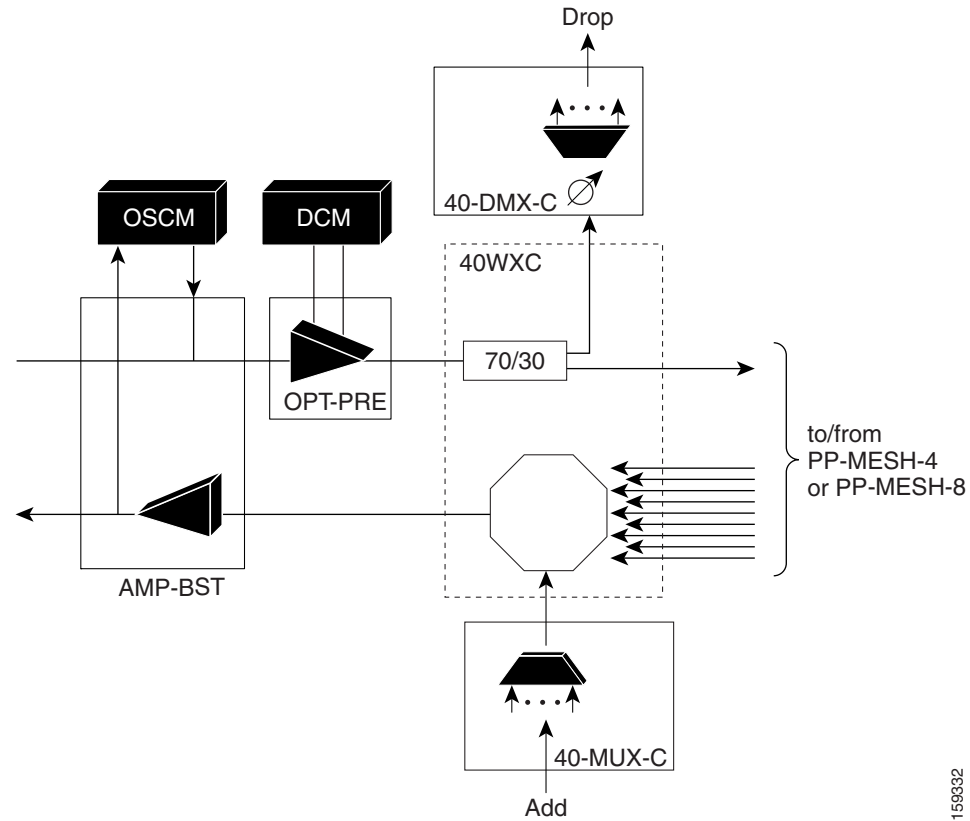 Drop
40-DMX-C
OSCM
DCM
40WXC
70/30
OPT-PRE
to/from
PP-MESH-4
or PP-MESH-8
AMP-BST
40-MUX-C
Add
159332